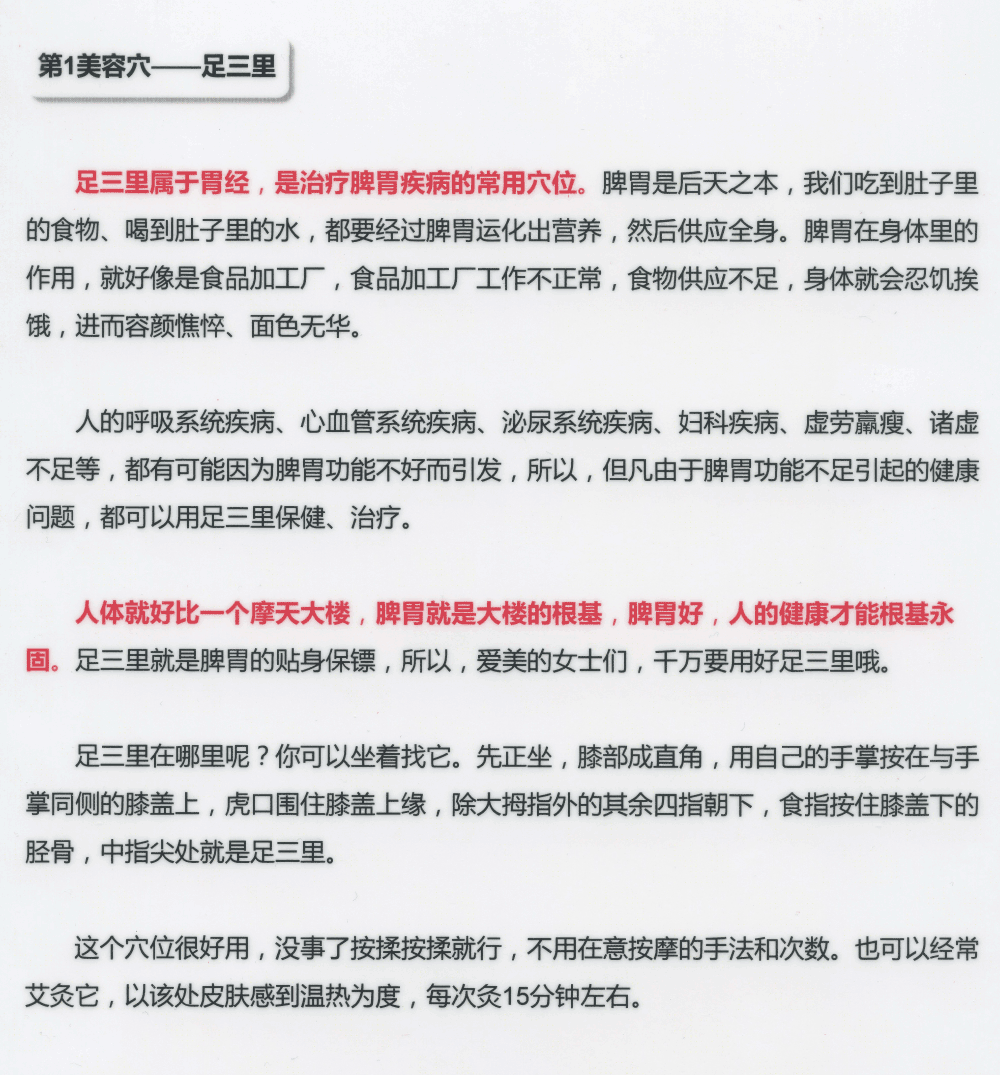 第1美容穴——足三里
足三里属于胃经，是治疗脾胃疾病的常用穴位。脾胃是后天之本，我们吃到肚子里
的食物、喝到肚子里的水，都要经过脾胃运化出营养，然后供应全身。脾胃在身体里的
作用，就好像是食品加工厂，食品加工厂工作不正常，食物供应不足，身体就会忍饥挨
饿，进而容颜憔悴、面色无华。
人的呼吸系统疾病、心血管系统疾病、泌尿系统疾病、妇科疾病、虚劳羸瘦、诸虚
不足等，都有可能因为脾胃功能不好而引发，所以，但凡由于脾胃功能不足引起的健康
问题，都可以用足三里保健、治疗。
人体就好比一个摩天大楼，脾胃就是大楼的根基，脾胃好，人的健康才能根基永
固。足三里就是脾胃的贴身保镖，所以，爱美的女士们，千万要用好足三里哦。
足三里在哪里呢？你可以坐着找它。先正坐，膝部成直角，用自己的手掌按在与手
掌同侧的膝盖上，虎口围住膝盖上缘，除大拇指外的其余四指朝下，食指按住膝盖下的
胫骨，中指尖处就是足三里。
这个穴位很好用，没事了按揉按揉就行，不用在意按摩的手法和次数。也可以经常
艾灸它，以该处皮肤感到温热为度，每次灸15分钟左右。